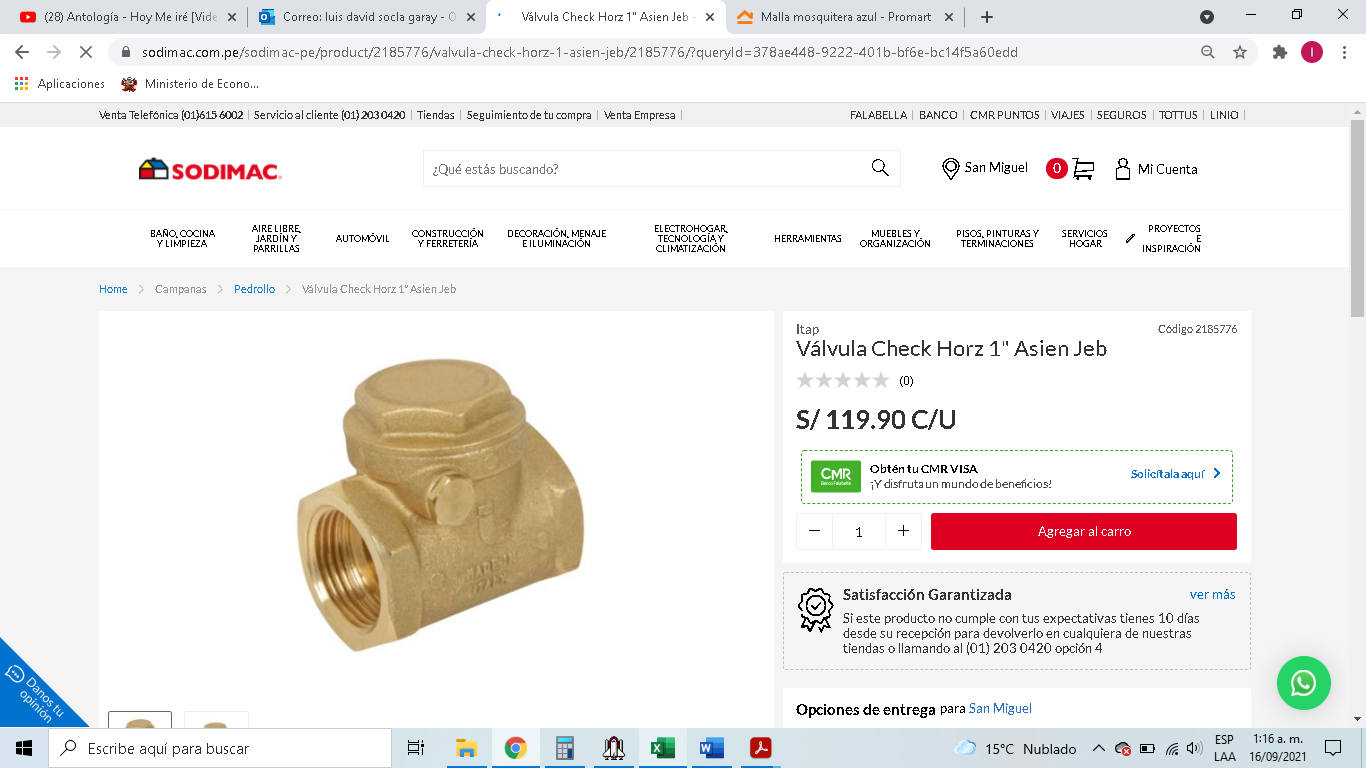 (28) Antología - Hoy Me iré [Vide
Correo: luis david socla garay - O
Válvula Check Horz 1" Asien Jeb -
Malla mosquitera azul - Promart
sodimac.com.pe/sodimac-pe/product/2185776/valvula-check-horz-1-asien-jeb/2185776/?queryId=378ae448-9222-401b-bf6e-bc14f5a60edd
I
Aplicaciones
Ministerio de Econo...
Venta Telefónica (01)615 6002 | Servicio al cliente (01) 203 0420 | Tiendas | Seguimiento de tu compra | Venta Empresa |
FALABELLA | BANCO | CMR PUNTOS | VIAJES | SEGUROS | TOTTUS | LINIO |
SODIMAC
¿Qué estás buscando?
San Miguel
0
Mi Cuenta
BAÑO, COCINA
Y LIMPIEZA
AIRE LIBRE,
JARDÍN Y
PARRILLAS
AUTOMÓVIL
CONSTRUCCIÓN
Y FERRETERÍA
DECORACIÓN, MENAJE
E ILUMINACIÓN
ELECTROHOGAR,
TECNOLOGÍA Y
CLIMATIZACIÓN
HERRAMIENTAS
MUEBLES Y
ORGANIZACIÓN
PISOS, PINTURAS Y
TERMINACIONES
SERVICIOS
HOGAR
PROYECTOS
E
INSPIRACIÓN
Home > Campanas > Pedrollo > Válvula Check Horz 1" Asien Jeb
Itap
Código 2185776
Válvula Check Horz 1" Asien Jeb
(0)
S/ 119.90 C/U
CMR
Banco Falabella
Obtén tu CMR VISA
¡Y disfruta un mundo de beneficios!
Solicítala aquí
1
Agregar al carro
MADE IN
ITALY
Satisfacción Garantizada
ver más
Si este producto no cumple con tus expectativas tienes 10 días
desde su recepción para devolverlo en cualquiera de nuestras
tiendas o llamando al (01) 203 0420 opción 4
Danos tu
opinión
Opciones de entrega para San Miguel
Escribe aquí para buscar
15°C Nublado
ESP
LAA
1:16 a. m.
16/09/2021